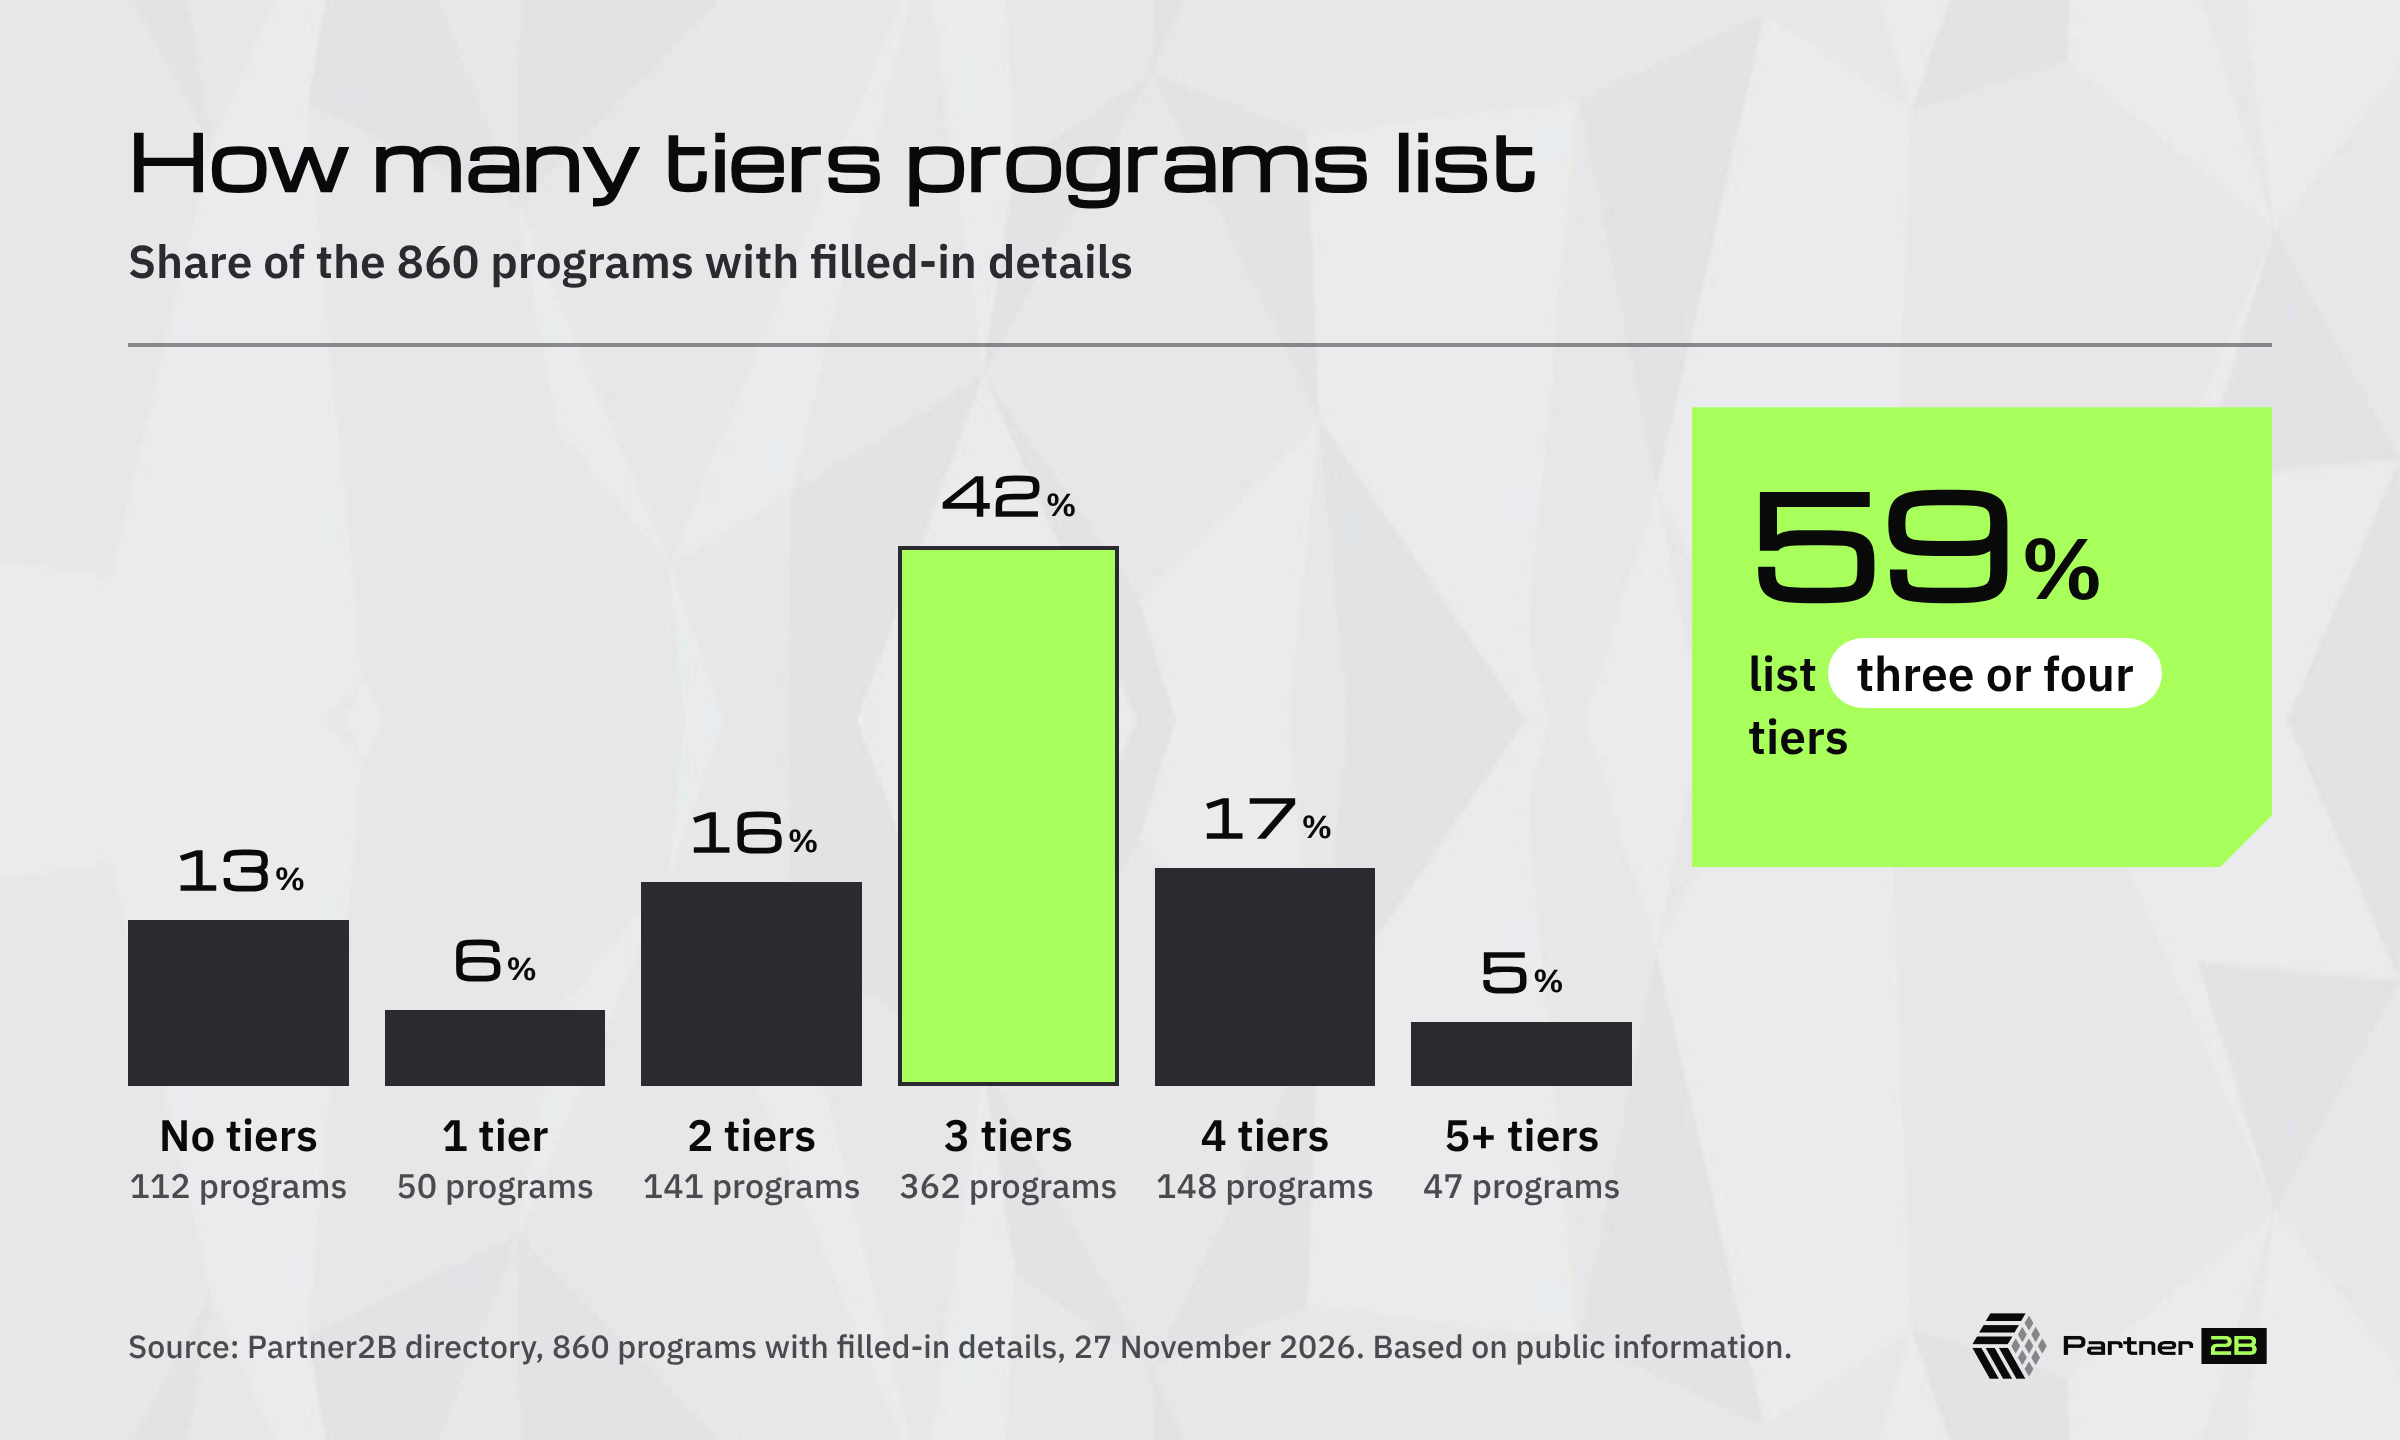 How many tiers programs list
Share of the 860 programs with filled-in details
59%
list three or four
tiers
13%
6%
16%
42%
17%
5%
No tiers
112 programs
1 tier
50 programs
2 tiers
141 programs
3 tiers
362 programs
4 tiers
148 programs
5+ tiers
47 programs
Source: Partner2B directory, 860 programs with filled-in details, 27 November 2026. Based on public information.
Partner 2B